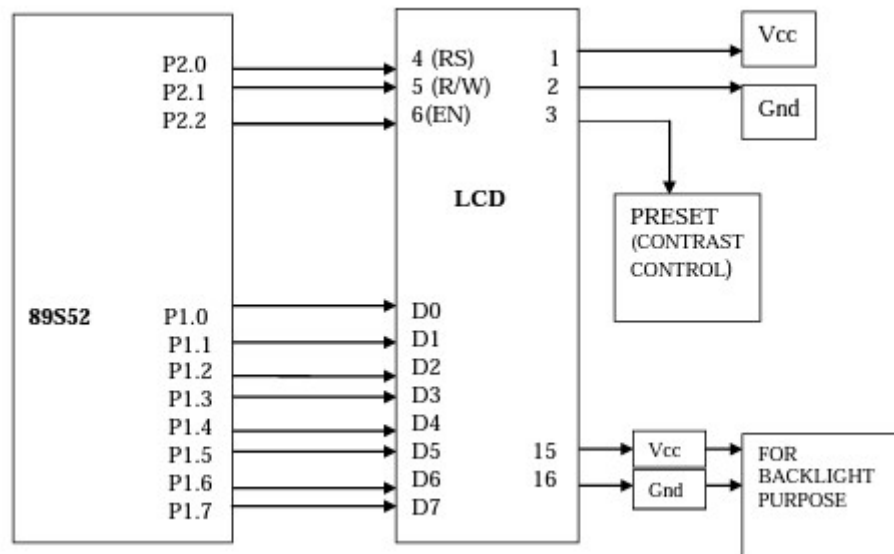 89S52
P2.0
P2.1
P2.2
P1.0
P1.1
P1.2
P1.3
P1.4
P1.5
P1.6
P1.7
4 (RS) 1
5 (R/W) 2
6(EN) 3
LCD
D0
D1
D2
D3
D4
D5 15
D6 16
D7
Vcc
Gnd
PRESET
(CONTRAST
CONTROL)
Vcc
Gnd
FOR
BACKLIGHT
PURPOSE